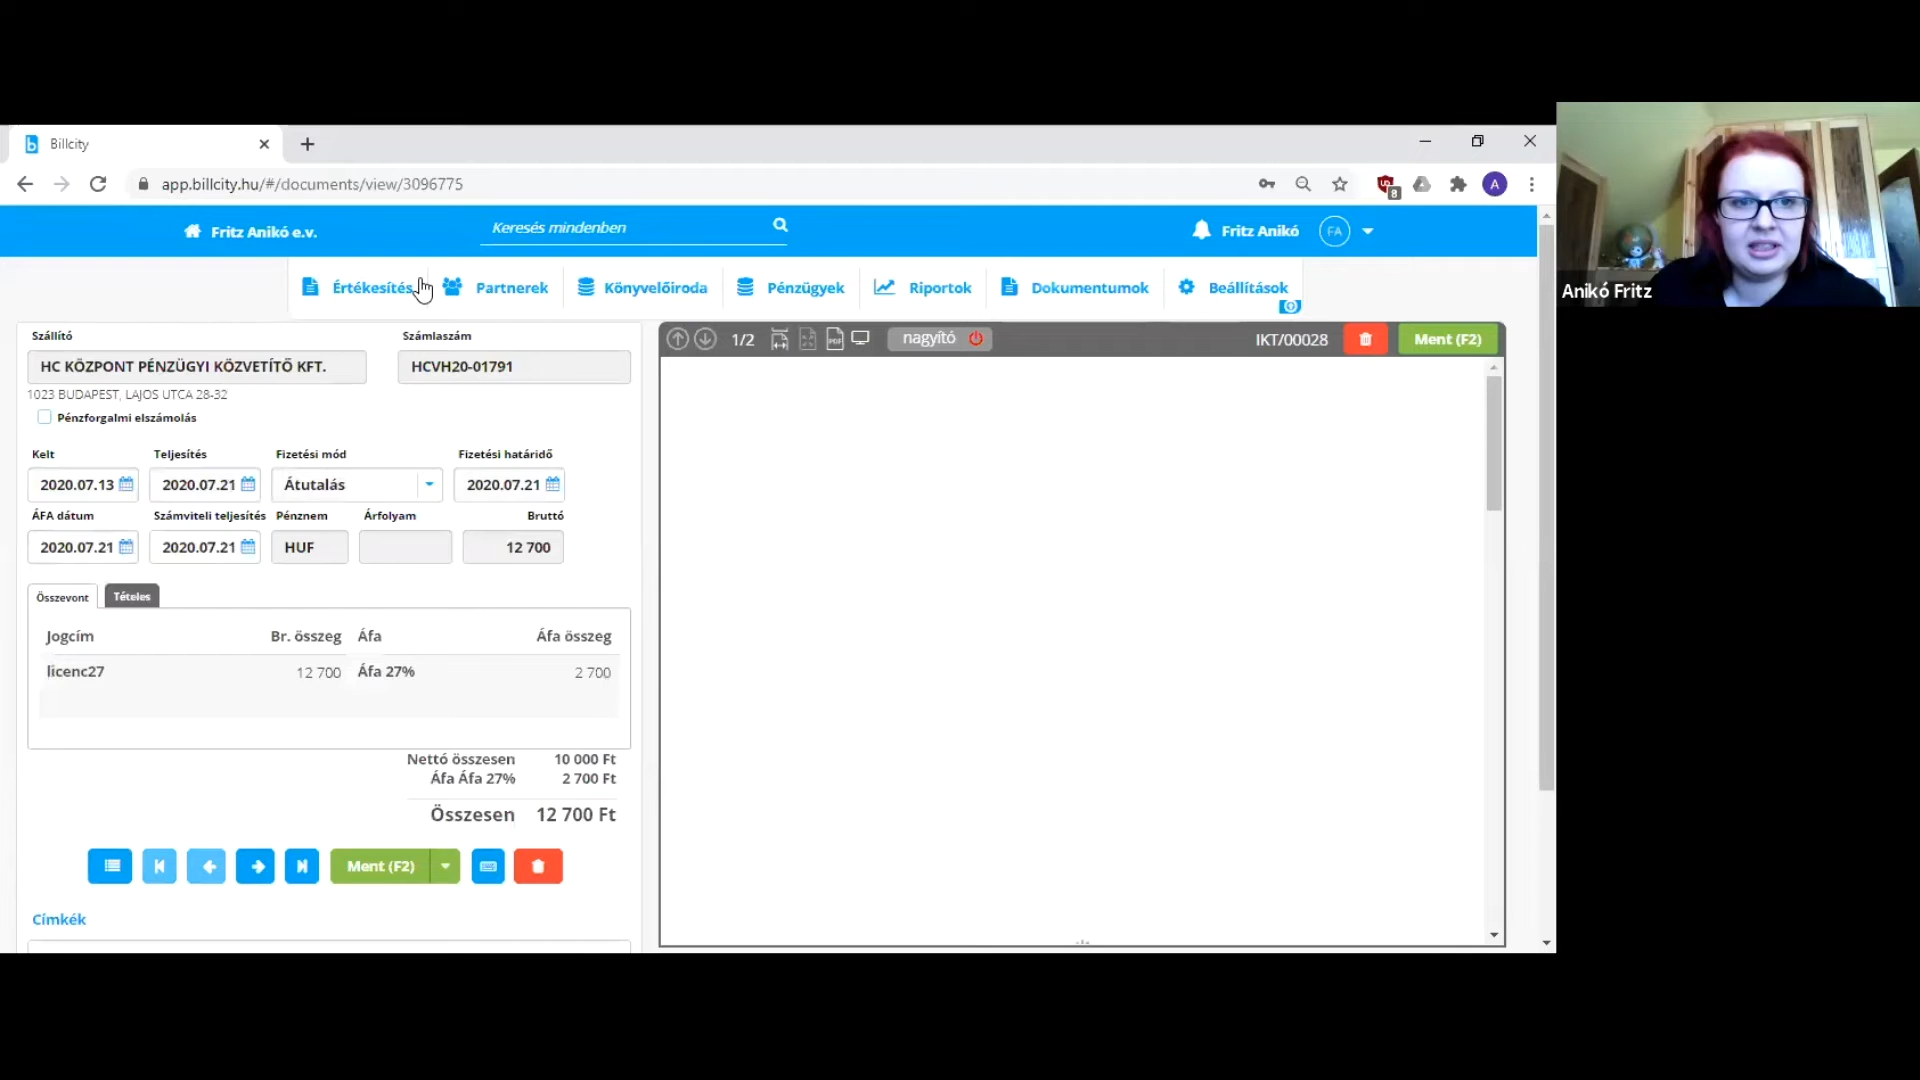 Billcity
app.billcity.hu/#/documents/view/3096775
8
A
Fritz Anikó e.v.
Keresés mindenben
Fritz Anikó
FA
Értékesítés
Partnerek
Könyvelőiroda
Pénzügyek
Riportok
Dokumentumok
Beállítások
Szállító
Számlaszám
HC KÖZPONT PÉNZÜGYI KÖZVETÍTŐ KFT.
HCVH20-01791
1023 BUDAPEST, LAJOS UTCA 28-32
Pénzforgalmi elszámolás
Kelt
Teljesítés
Fizetési mód
Fizetési határidő
2020.07.13
2020.07.21
Átutalás
2020.07.21
ÁFA dátum
Számviteli teljesítés
Pénznem
Árfolyam
Bruttó
2020.07.21
2020.07.21
HUF
12 700
Összevont
Tételes
Jogcím
Br. összeg
Áfa
Áfa összeg
licenc27
12 700
Áfa 27%
2 700
Nettó összesen 10 000 Ft
Áfa Áfa 27% 2 700 Ft
Összesen 12 700 Ft
Ment (F2)
Címkék
1/2
PDF
nagyító
IKT/00028
Ment (F2)
Anikó Fritz